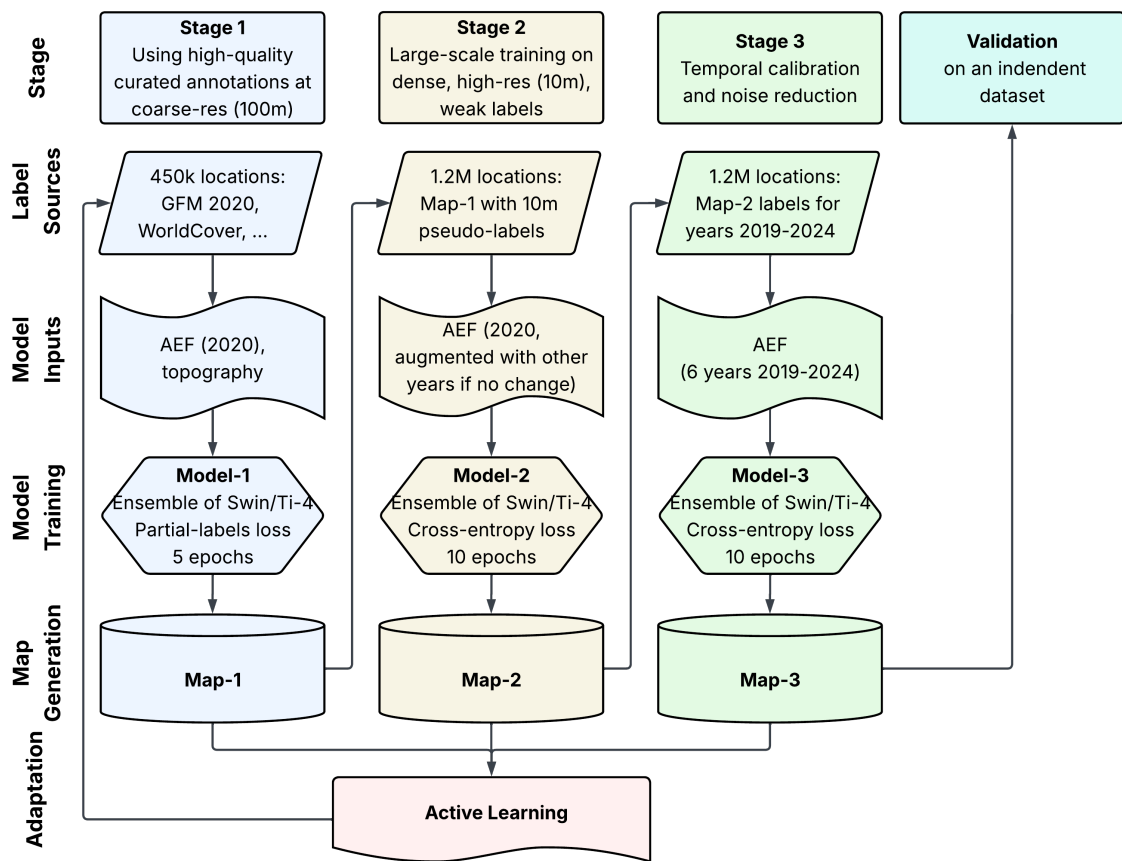 Stage
Stage 1
Using high-quality
curated annotations at
coarse-res (100m)
Stage 2
Large-scale training on
dense, high-res (10m),
weak labels
Stage 3
Temporal calibration
and noise reduction
Validation
on an indendent
dataset
Label
Sources
450k locations:
GFM 2020,
WorldCover, ...
1.2M locations:
Map-1 with 10m
pseudo-labels
1.2M locations:
Map-2 labels for
years 2019-2024
Model
Inputs
AEF (2020),
topography
AEF (2020,
augmented with other
years if no change)
AEF
(6 years 2019-2024)
Model
Training
Model-1
Ensemble of Swin/Ti-4
Partial-labels loss
5 epochs
Model-2
Ensemble of Swin/Ti-4
Cross-entropy loss
10 epochs
Model-3
Ensemble of Swin/Ti-4
Cross-entropy loss
10 epochs
Map
Generation
Map-1
Map-2
Map-3
Adaptation
Active Learning